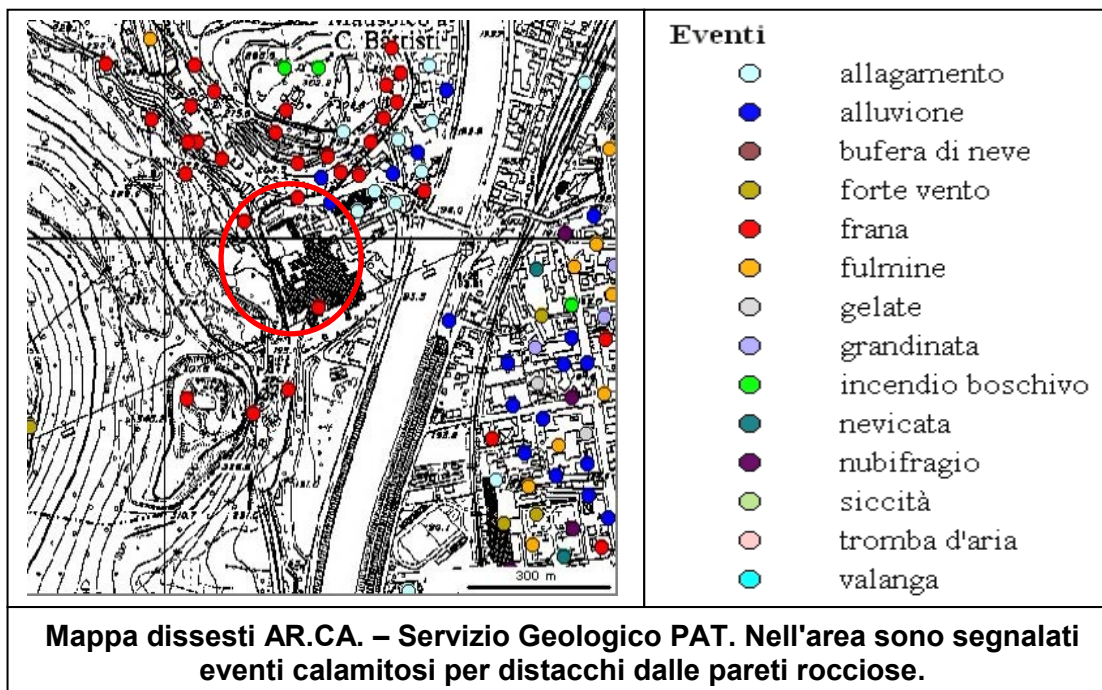 Mausoleo a
C. Battisti
300 m
Eventi
allagamento
alluvione
bufera di neve
forte vento
frana
fulmine
gelate
grandinata
incendio boschivo
nevicata
nubifragio
siccità
tromba d'aria
valanga
Mappa dissesti AR.CA. – Servizio Geologico PAT. Nell'area sono segnalati
eventi calamitosi per distacchi dalle pareti rocciose.